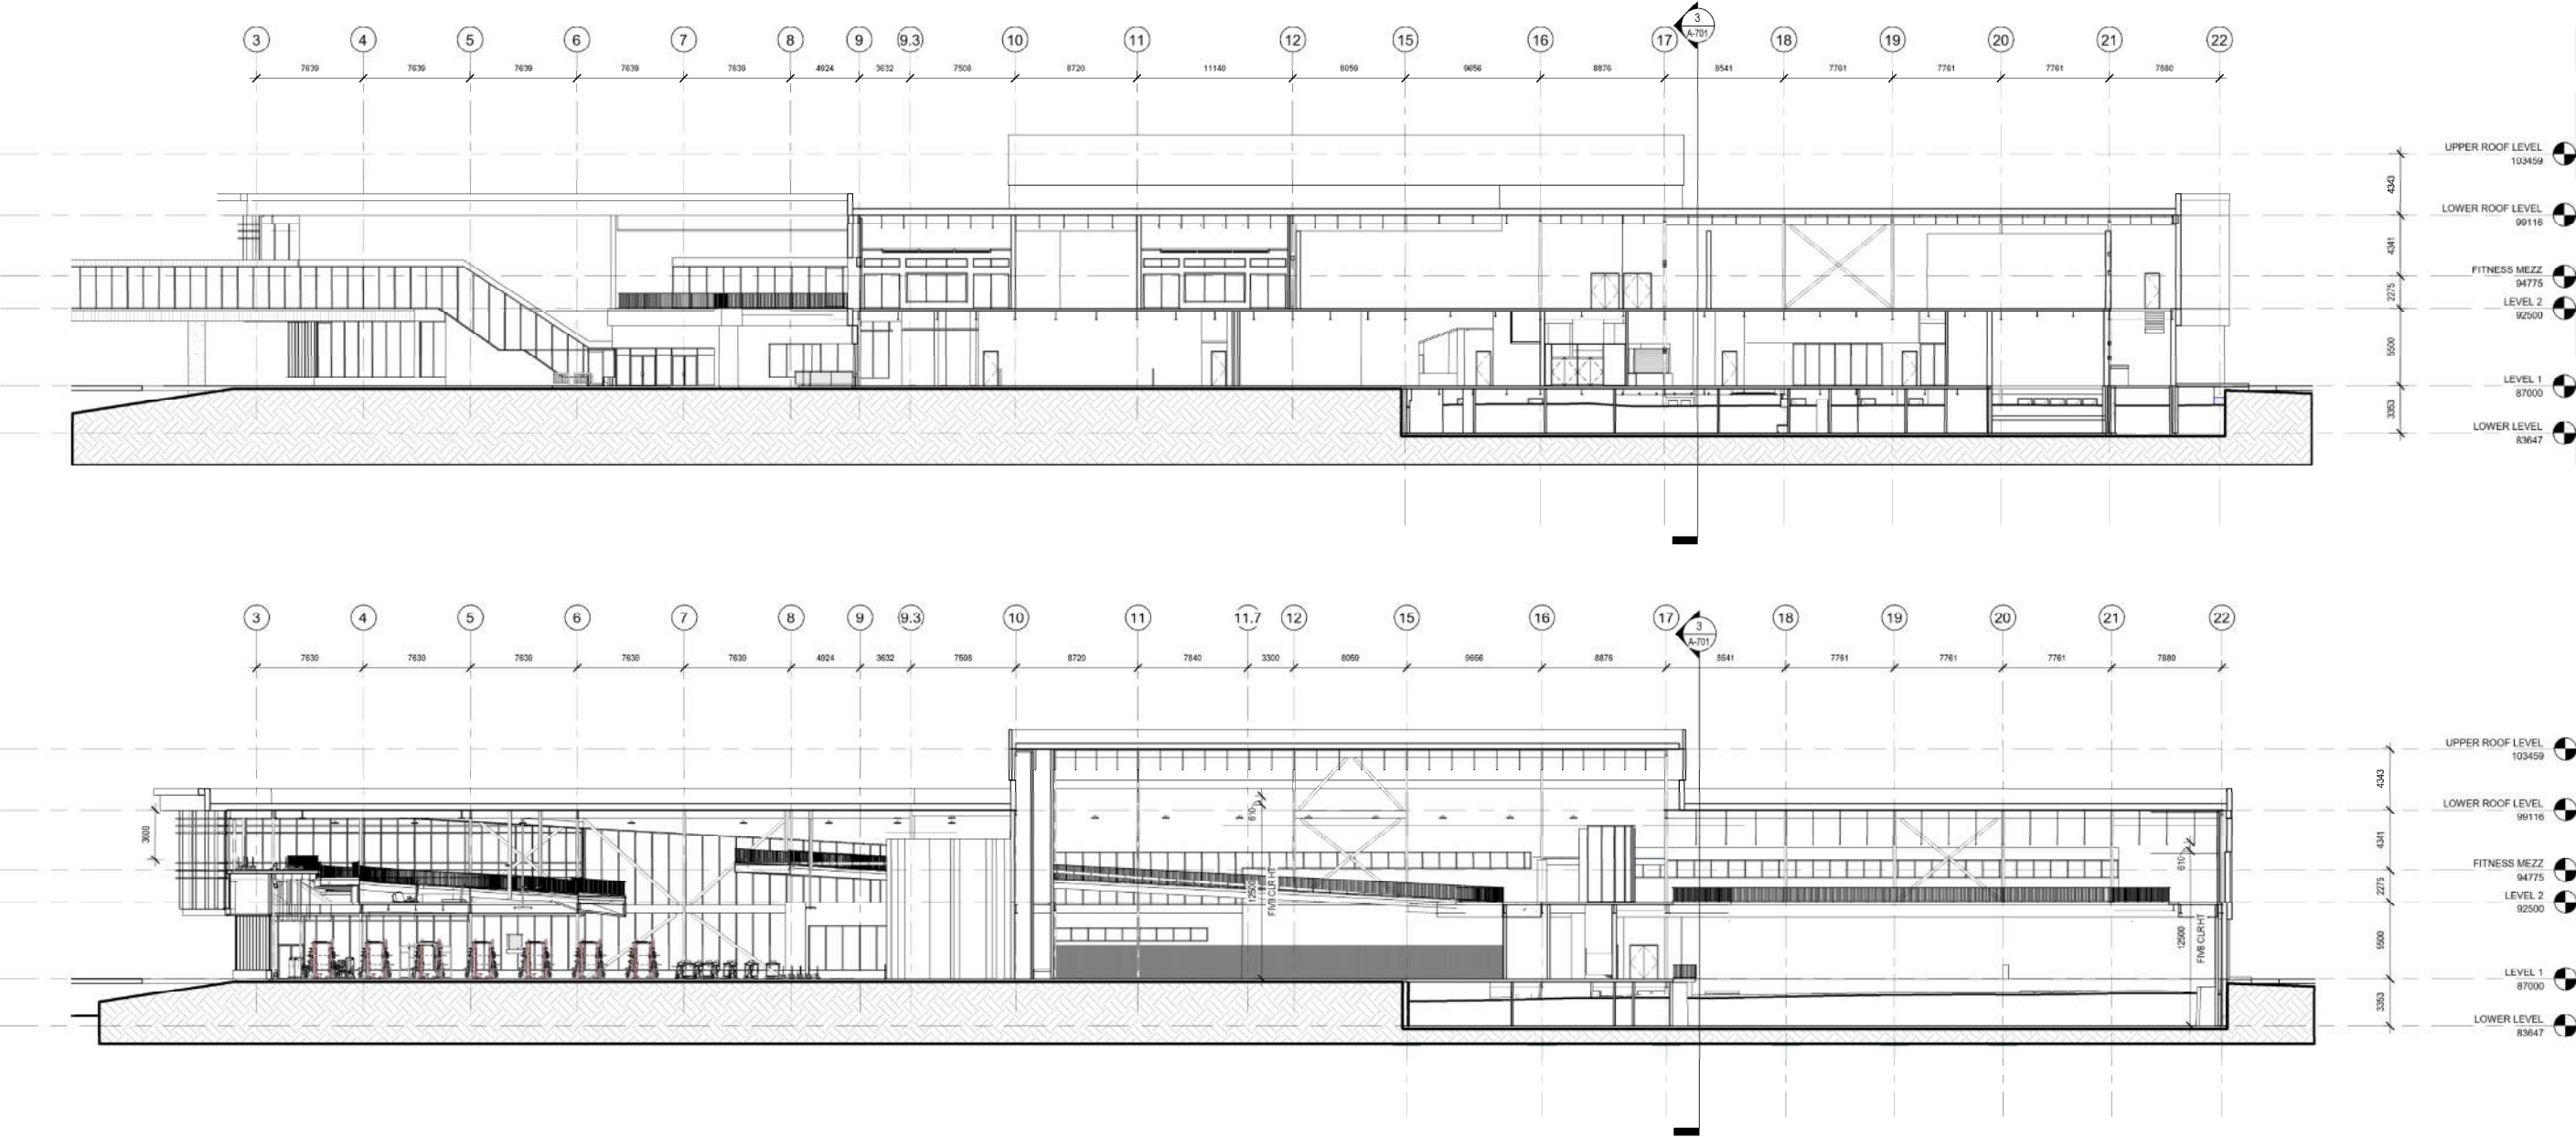 3
A-701
3 4 5 6 7 8 9 9.3 10 11 12 15 16 17 18 19 20 21 22
7639 7639 7639 7639 7639 4924 3632 7508 8720 11140 8059 9656 8876 8541 7761 7761 7761 7880
UPPER ROOF LEVEL
103459
4343
LOWER ROOF LEVEL
99116
4341
FITNESS MEZZ
94775
2275
LEVEL 2
92500
5500
LEVEL 1
87000
3353
LOWER LEVEL
83647
3 4 5 6 7 8 9 9.3 10 11 11.7 12 15 16 17 18 19 20 21 22
3
A-701
7639 7639 7639 7639 7639 4924 3632 7508 8720 7840 3300 8059 9656 8876 8541 7761 7761 7761 7880
UPPER ROOF LEVEL
103459
4343
LOWER ROOF LEVEL
99116
3600
610
4341
610
FITNESS MEZZ
94775
12500
FIVB CLR HT
2275
LEVEL 2
92500
12500
FIVB CLR HT
5500
LEVEL 1
87000
3353
LOWER LEVEL
83647